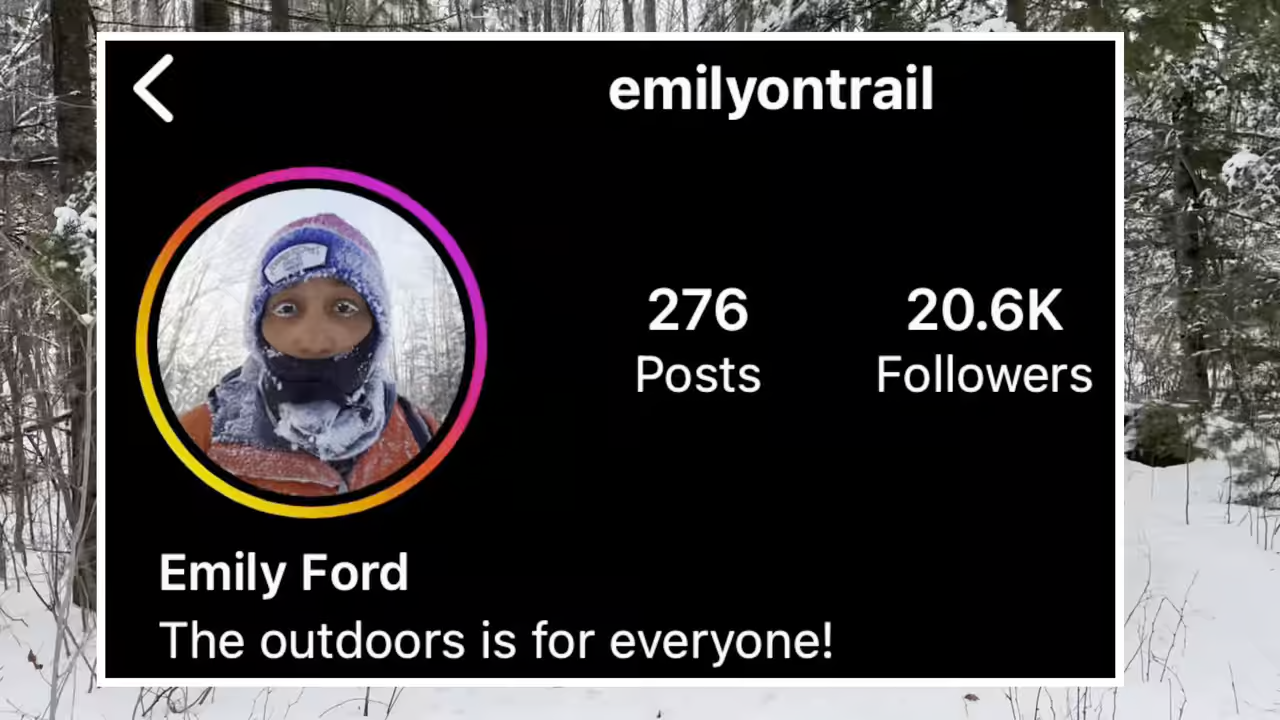 emilyontrail
276 20.6K
Posts Followers
Emily Ford
The outdoors is for everyone!